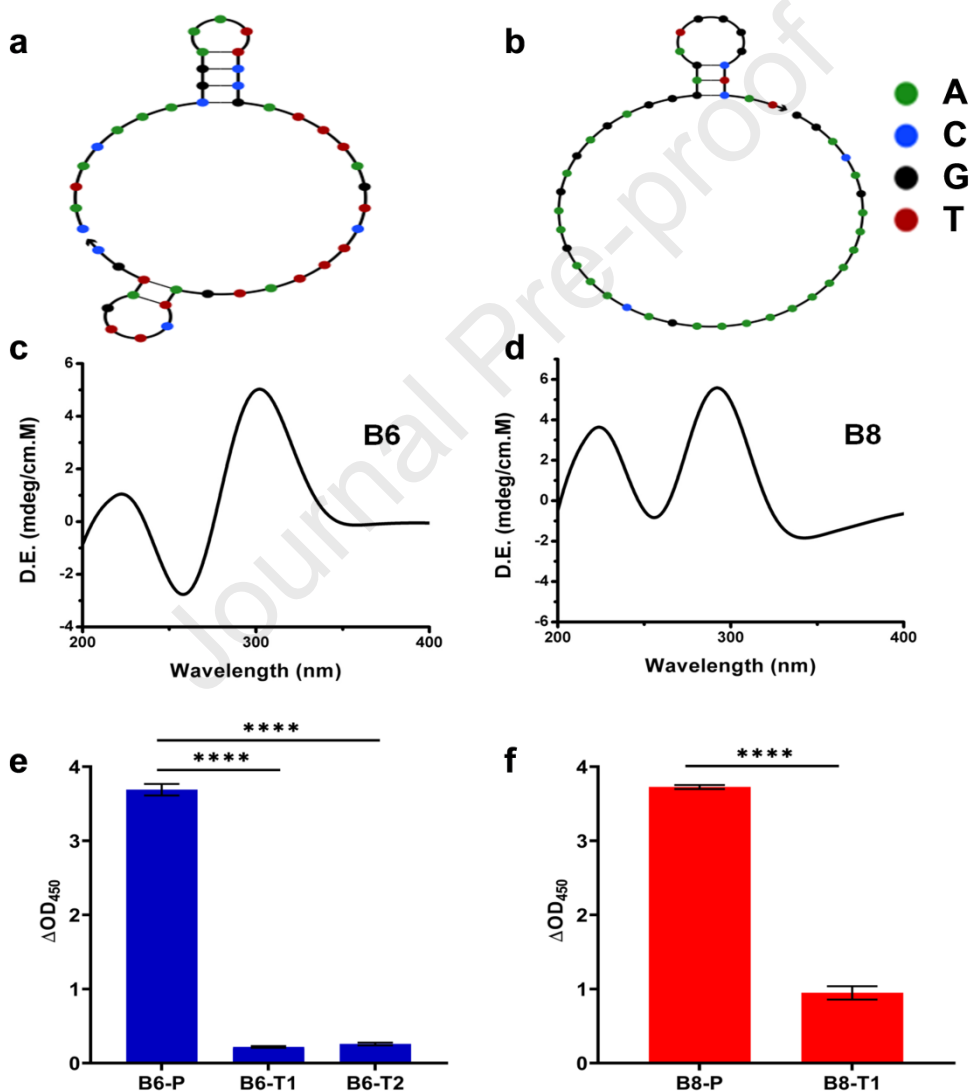 a
b
A
C
G
T
Journal Pre-proof
c
d
6
4
2
0
-2
-4
200
300
400
D.E. (mdeg/cm.M)
Wavelength (nm)
B6
6
4
2
0
-2
-4
-6
200
300
400
D.E. (mdeg/cm.M)
Wavelength (nm)
B8
e
****
****
4
3
2
1
0
ΔOD450
B6-P B6-T1 B6-T2
f
****
4
3
2
1
0
ΔOD450
B8-P B8-T1